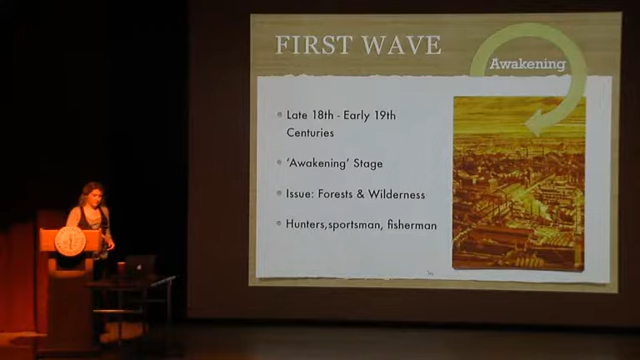 FIRST WAVE
Awakening
Late 18th - Early 19th
Centuries
'Awakening' Stage
Issue: Forests & Wilderness
Hunters,sportsman, fisherman